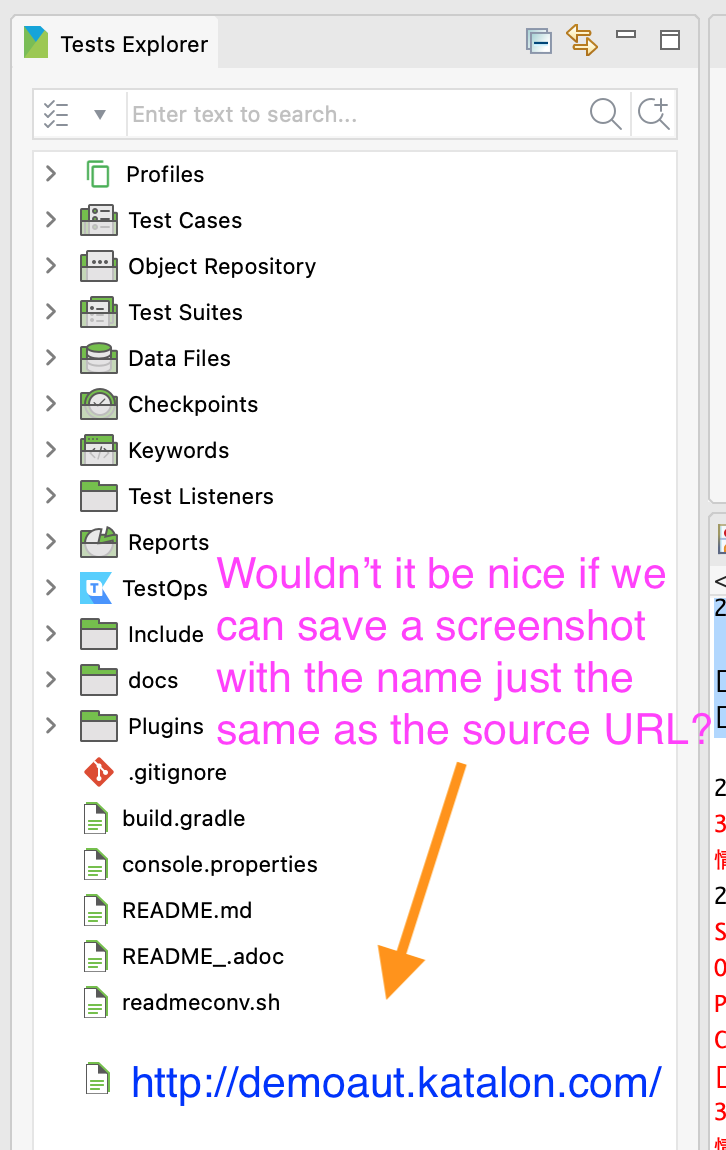 Tests Explorer
Enter text to search...
Profiles
Test Cases
Object Repository
Test Suites
Data Files
Checkpoints
Keywords
Test Listeners
Reports
TestOps
Include
docs
Plugins
Wouldn't it be nice if we
can save a screenshot
with the name just the
same as the source URL?
.gitignore
build.gradle
console.properties
README.md
README_.adoc
readmeconv.sh
http://demoaut.katalon.com/